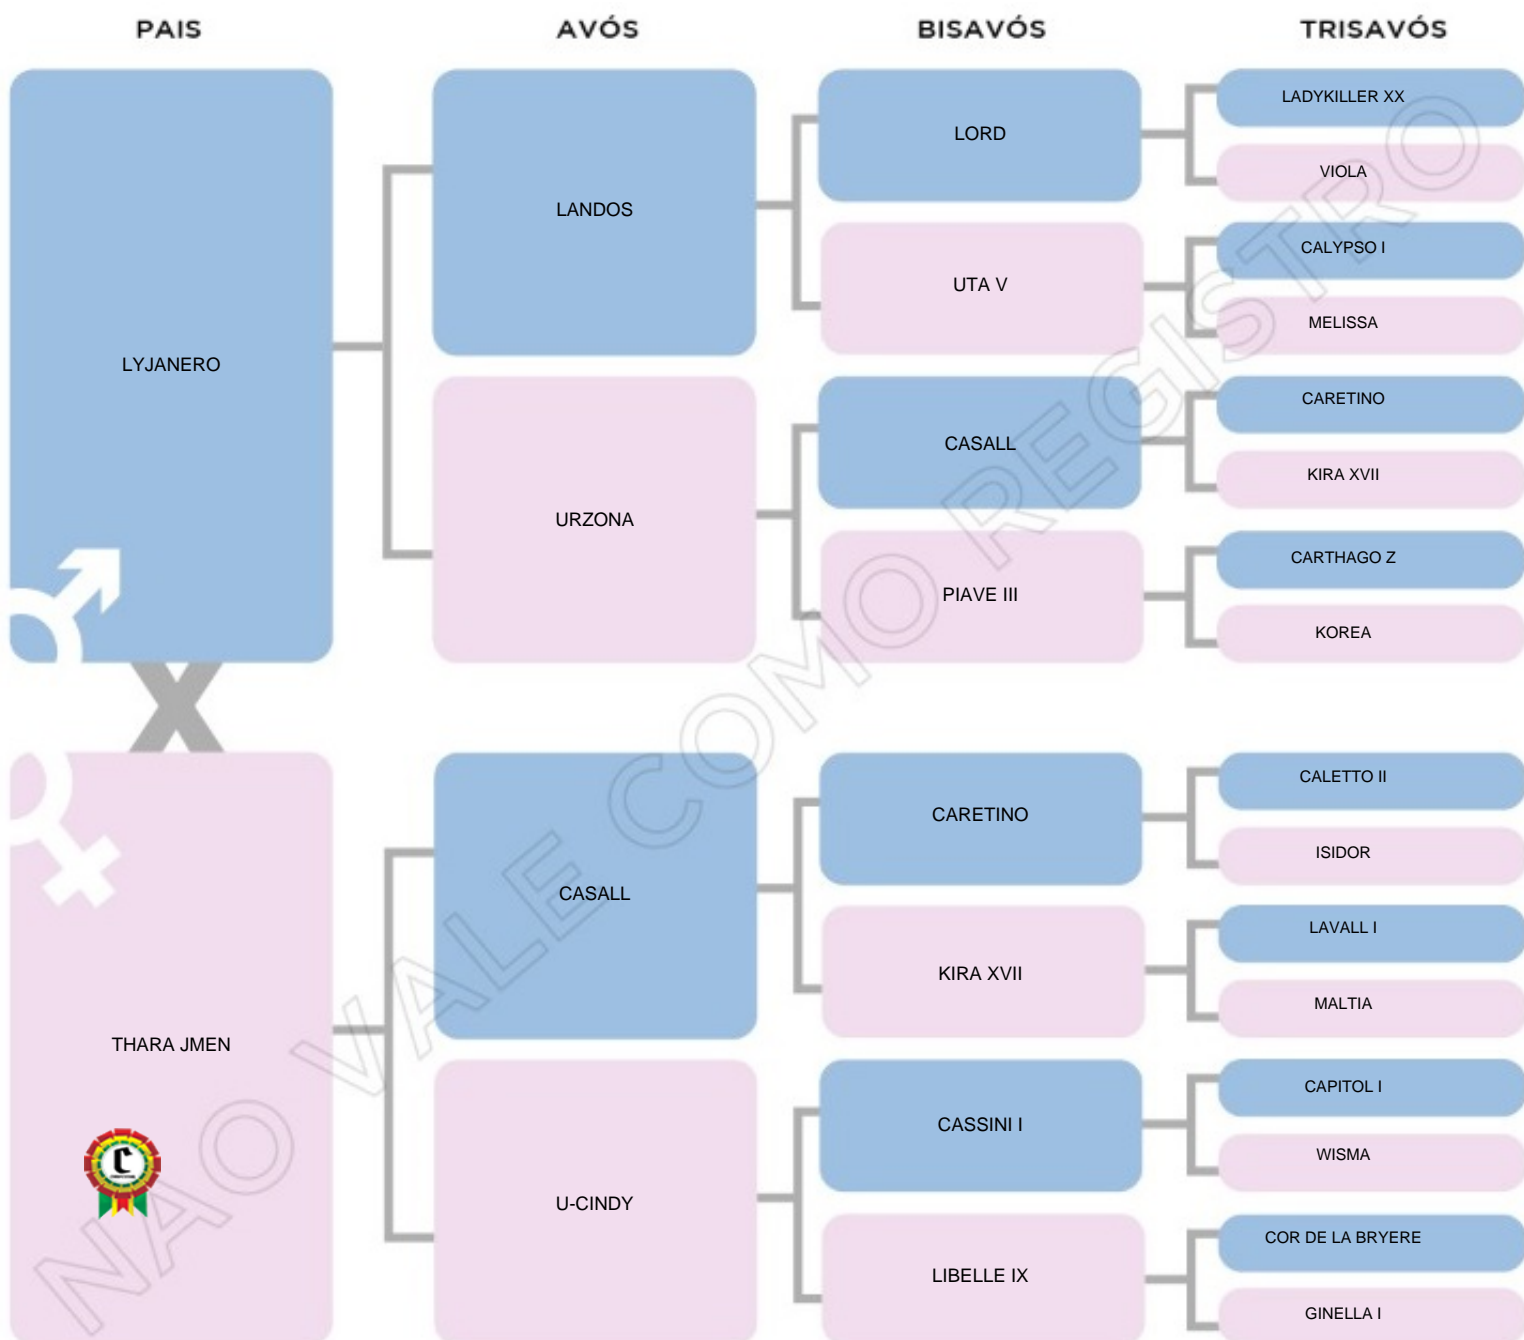 PAIS AVÓS BISAVÓS TRISAVÓS
LYJANERO
LANDOS
LORD
LADYKILLER XX
VIOLA
UTA V
CALYPSO I
MELISSA
URZONA
CASALL
CARETINO
KIRA XVII
PIAVE III
CARTHAGO Z
KOREA
X
THARA JMEN
CASALL
CARETINO
CALETTO II
ISIDOR
KIRA XVII
LAVALL I
MALTIA
U-CINDY
CASSINI I
CAPITOL I
WISMA
LIBELLE IX
COR DE LA BRYERE
GINELLA I
C
NAO VALE COMO REGISTRO